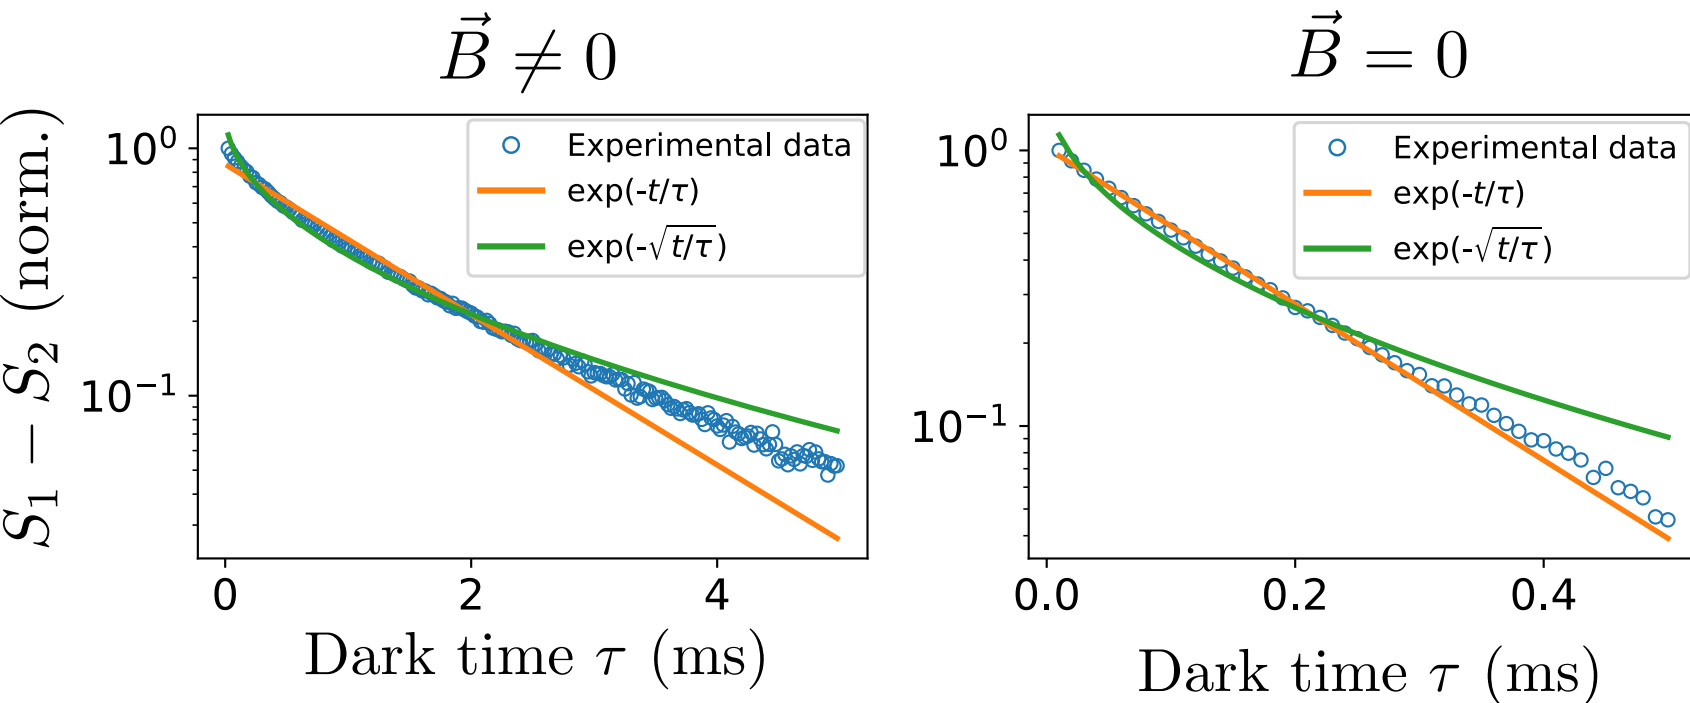 B⃗ ≠ 0
S₁ − S₂ (norm.)
10⁰
10⁻¹
Experimental data
exp(-t/τ)
exp(-√t/τ)
0 2 4
Dark time τ (ms)
B⃗ = 0
10⁰
10⁻¹
Experimental data
exp(-t/τ)
exp(-√t/τ)
0.0 0.2 0.4
Dark time τ (ms)